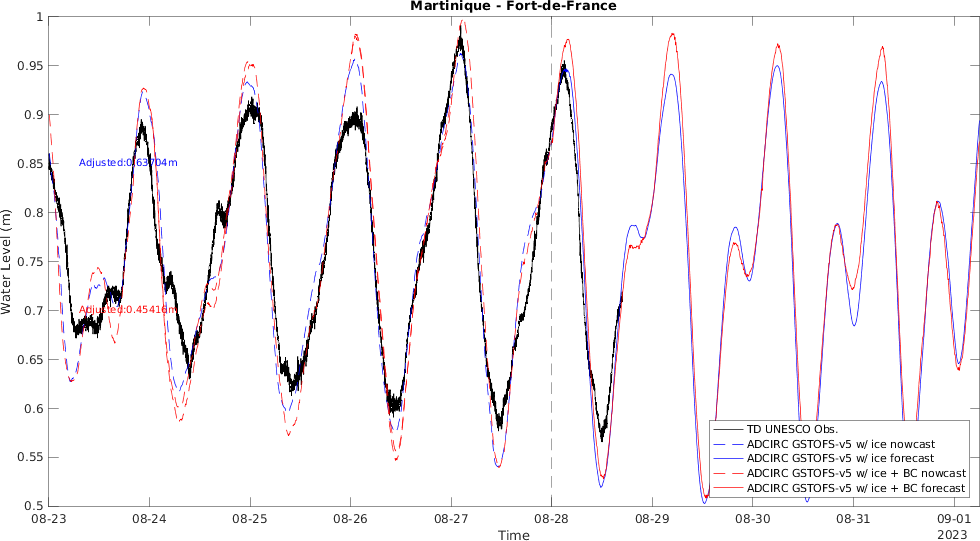 Martinique - Fort-de-France
1
0.95
0.9
0.85
0.8
0.75
0.7
0.65
0.6
0.55
0.5
Water Level (m)
Adjusted:0.63704m
Adjusted:0.45416m
TD UNESCO Obs.
ADCIRC GSTOFS-v5 w/ ice nowcast
ADCIRC GSTOFS-v5 w/ ice forecast
ADCIRC GSTOFS-v5 w/ ice + BC nowcast
ADCIRC GSTOFS-v5 w/ ice + BC forecast
08-23 08-24 08-25 08-26 08-27 08-28 08-29 08-30 08-31 09-01
Time
2023